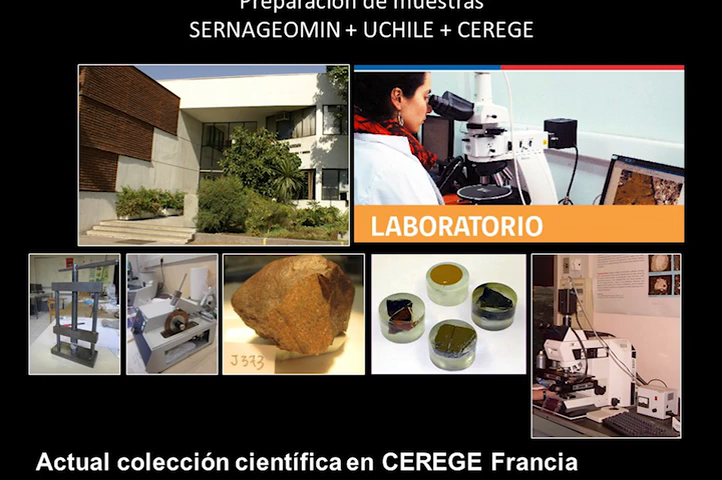 Preparación de muestras
SERNAGEOMIN + UCHILE + CEREGE
LABORATORIO
J373
Actual colección científica en CEREGE Francia